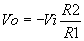 Vo = -Vi R2/R1